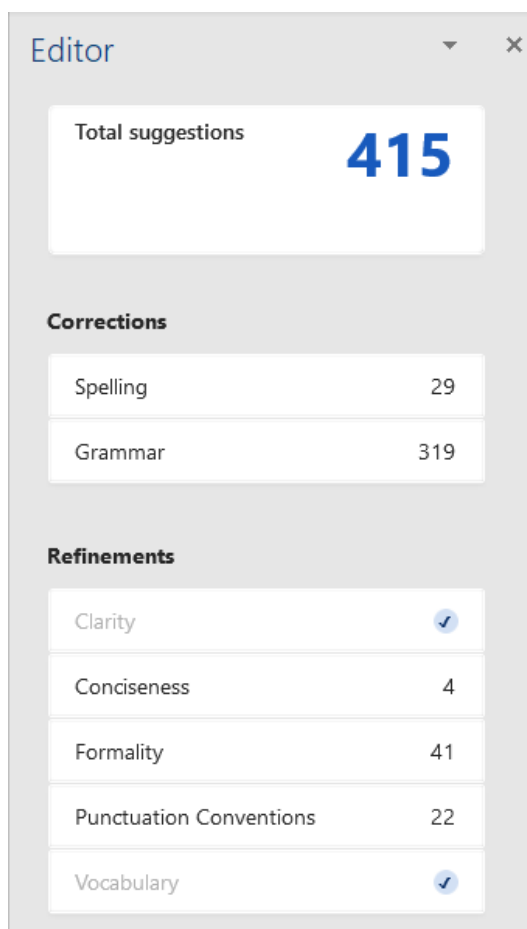 Editor
Total suggestions 415
Corrections
Spelling 29
Grammar 319
Refinements
Clarity
Conciseness 4
Formality 41
Punctuation Conventions 22
Vocabulary